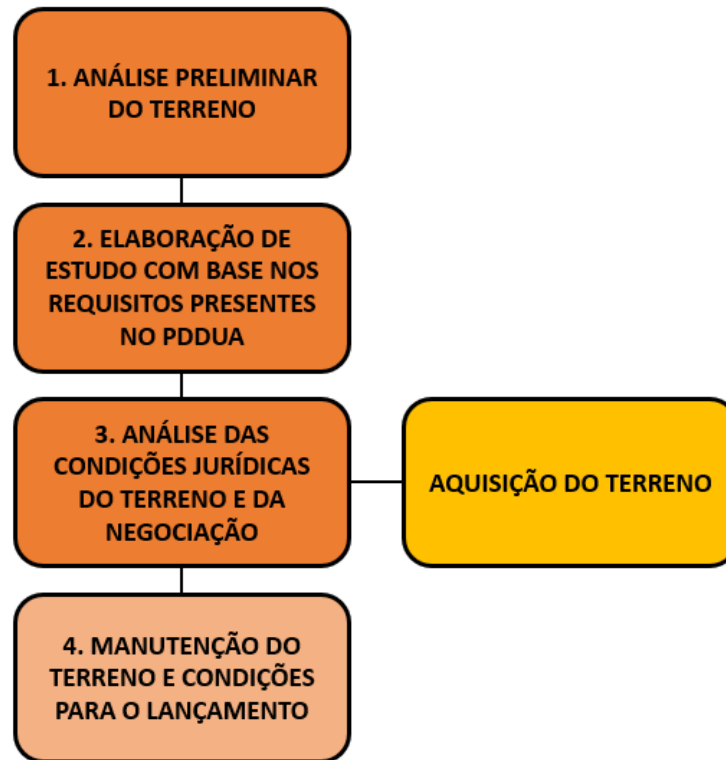 1. ANÁLISE PRELIMINAR
DO TERRENO
2. ELABORAÇÃO DE
ESTUDO COM BASE NOS
REQUISITOS PRESENTES
NO PDDUA
3. ANÁLISE DAS
CONDIÇÕES JURÍDICAS
DO TERRENO E DA
NEGOCIAÇÃO
AQUISIÇÃO DO TERRENO
4. MANUTENÇÃO DO
TERRENO E CONDIÇÕES
PARA O LANÇAMENTO